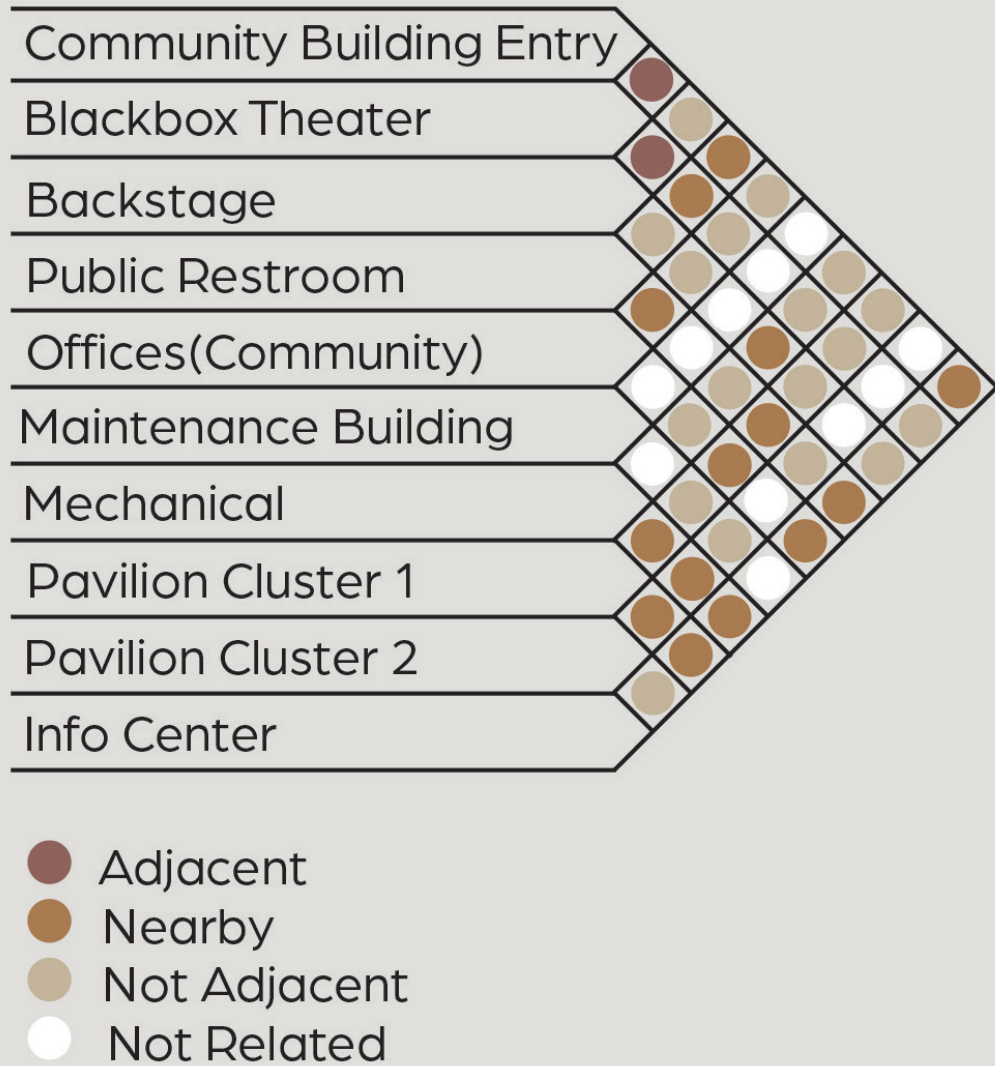 Community Building Entry
Blackbox Theater
Backstage
Public Restroom
Offices(Community)
Maintenance Building
Mechanical
Pavilion Cluster 1
Pavilion Cluster 2
Info Center
Adjacent
Nearby
Not Adjacent
Not Related